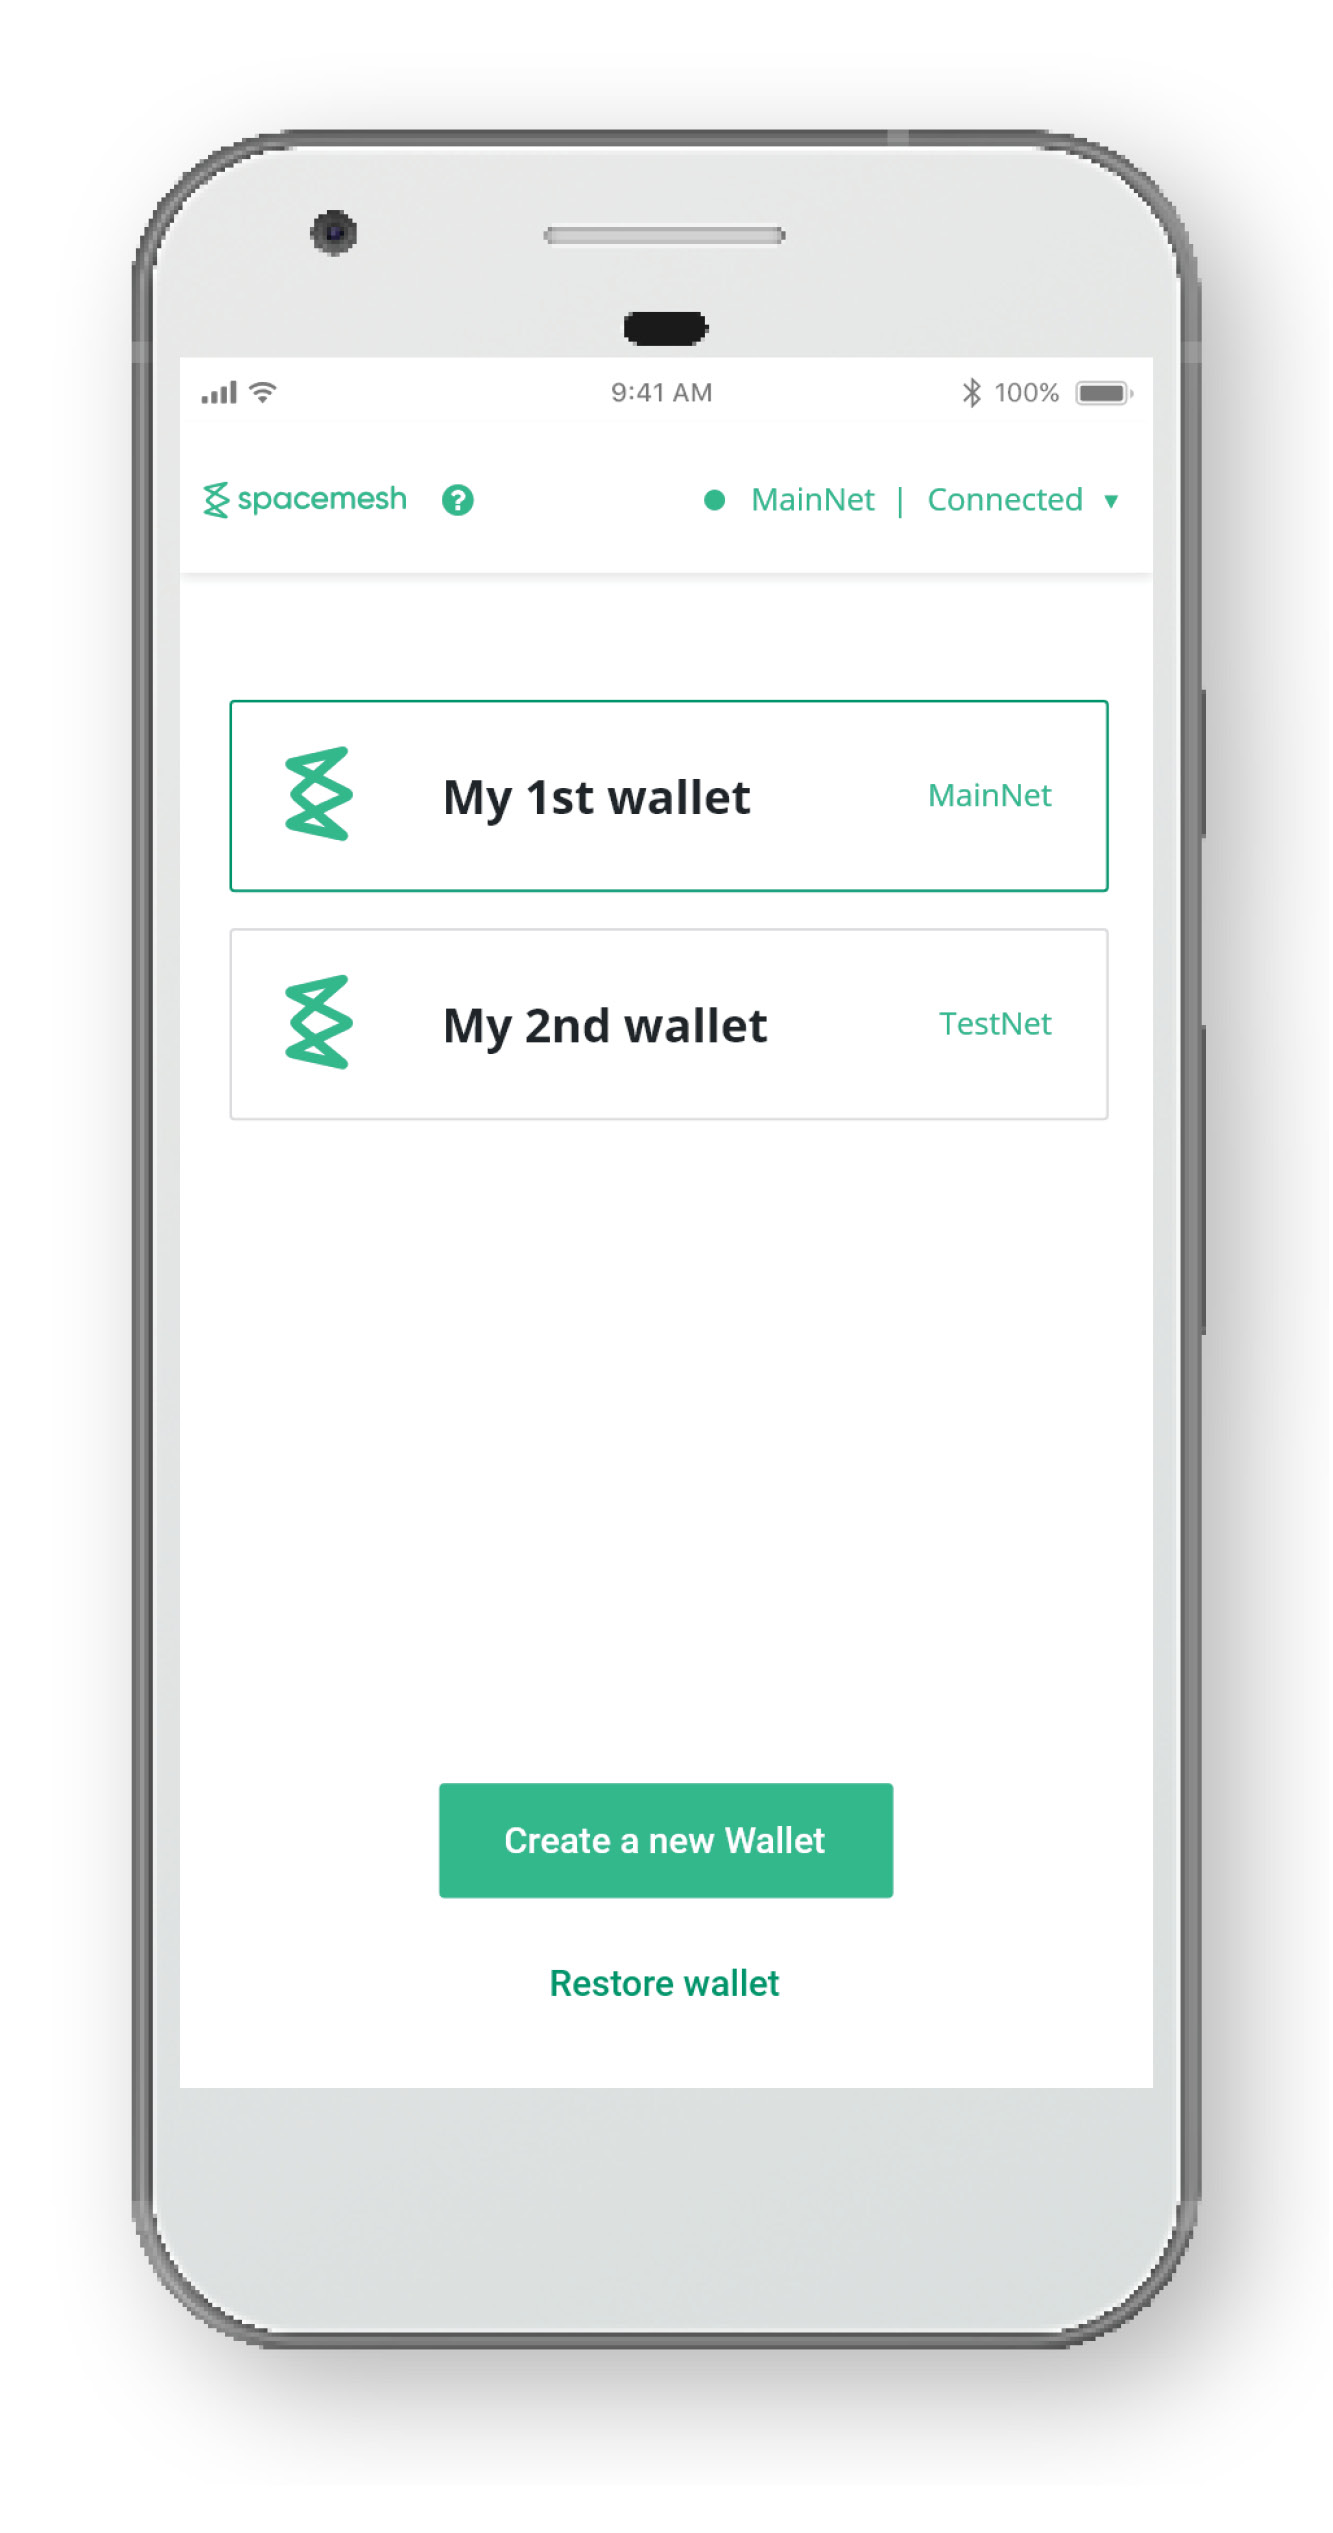 9:41 AM 100%
spacemesh ? MainNet | Connected ▼
My 1st wallet MainNet
My 2nd wallet TestNet
Create a new Wallet
Restore wallet